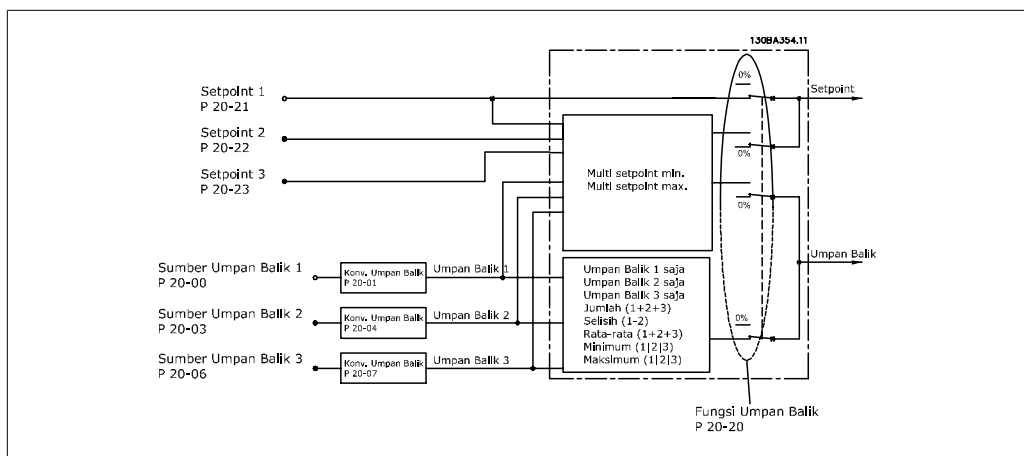 130BA354.11
0%
Setpoint 1
P 20-21
Setpoint
Setpoint 2
P 20-22
0%
Setpoint 3
P 20-23
Multi setpoint min.
Multi setpoint max.
0%
Umpan Balik
Sumber Umpan Balik 1
P 20-00
Konv. Umpan Balik
P 20-01
Umpan Balik 1
Sumber Umpan Balik 2
P 20-03
Konv. Umpan Balik
P 20-04
Umpan Balik 2
Sumber Umpan Balik 3
P 20-06
Konv. Umpan Balik
P 20-07
Umpan Balik 3
Umpan Balik 1 saja
Umpan Balik 2 saja
Umpan Balik 3 saja
Jumlah (1+2+3)
Selisih (1-2)
Rata-rata (1+2+3)
Minimum (1|2|3)
Maksimum (1|2|3)
0%
Fungsi Umpan Balik
P 20-20